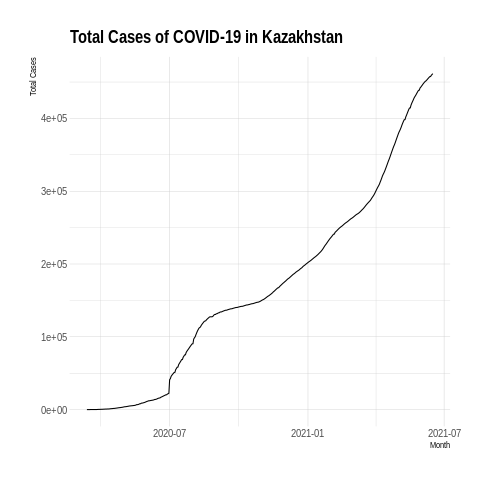 Total Cases of COVID-19 in Kazakhstan
Total Cases
4e+05
3e+05
2e+05
1e+05
0e+00
2020-07
2021-01
2021-07
Month